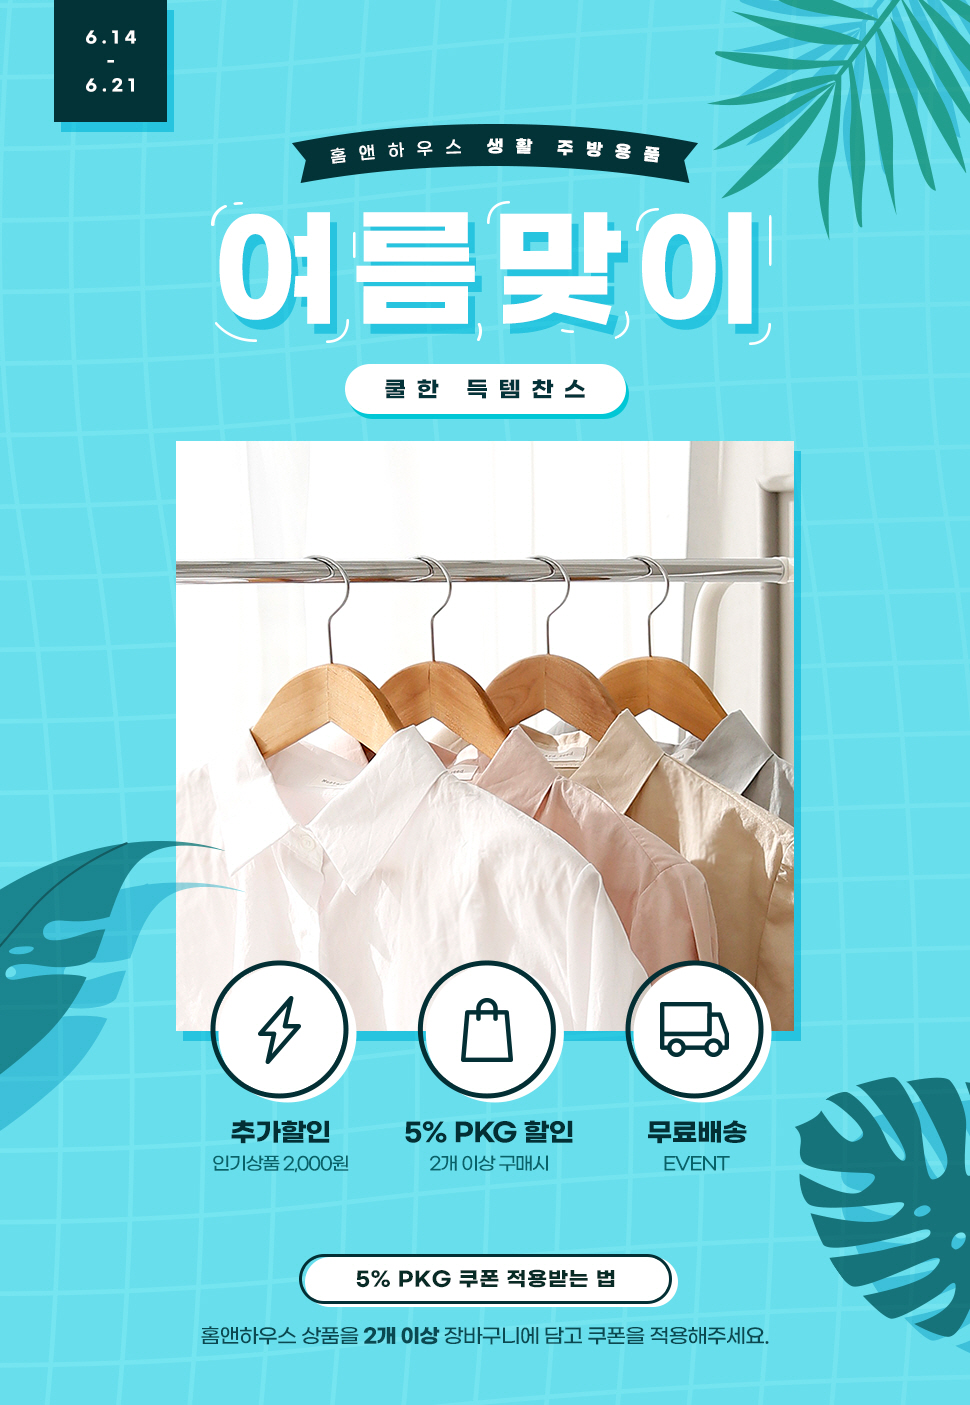 6.14
-
6.21
홈앤하우스 생활 주방용품
여름맞이
쿨한 득템찬스
추가할인
인기상품 2,000원
5% PKG 할인
2개 이상 구매시
무료배송
EVENT
5% PKG 쿠폰 적용받는 법
홈앤하우스 상품을 2개 이상 장바구니에 담고 쿠폰을 적용해주세요.